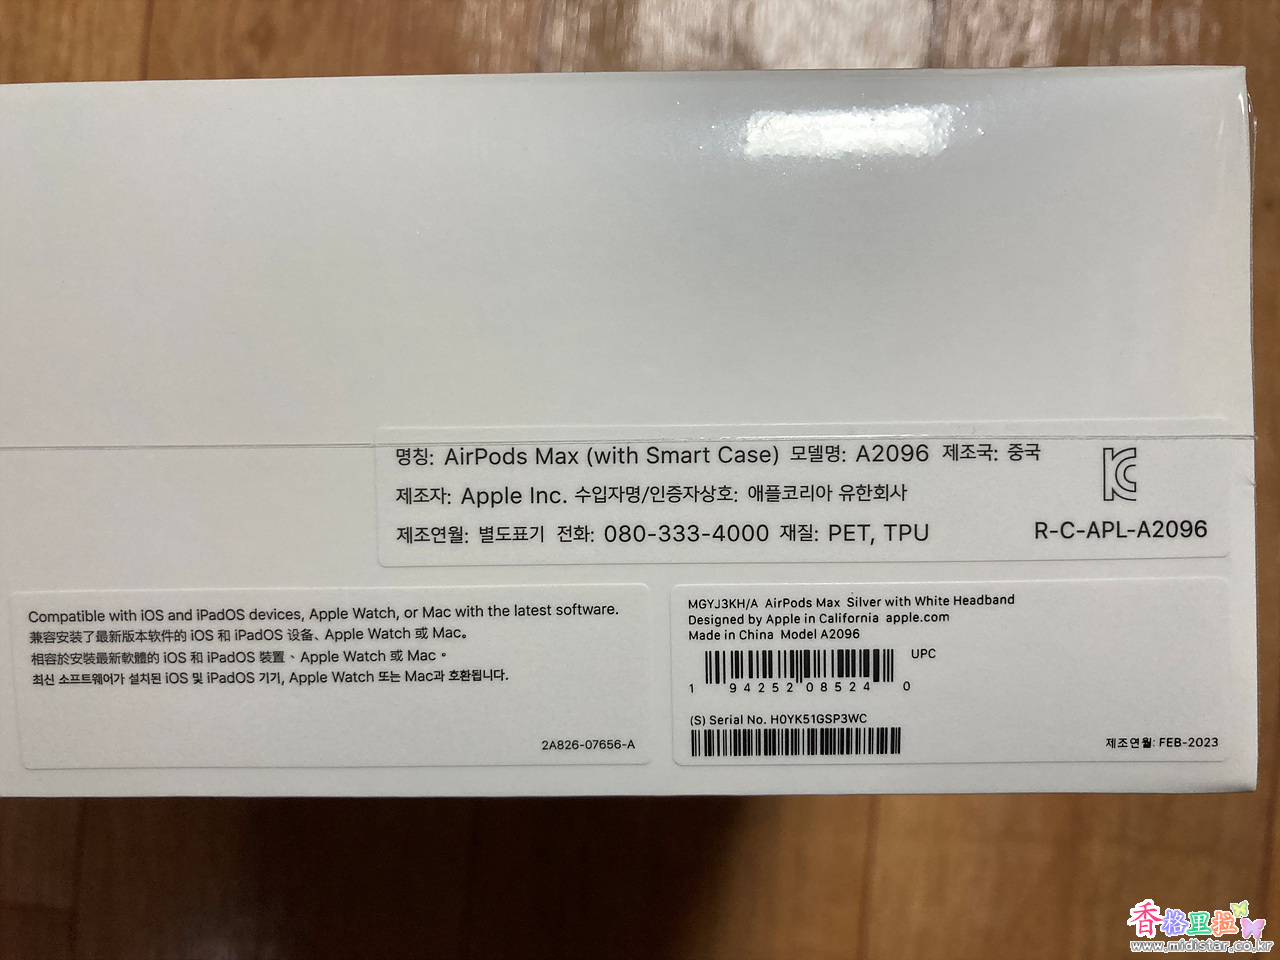 명칭: AirPods Max (with Smart Case) 모델명: A2096 제조국: 중국
제조자: Apple Inc. 수입자명/인증자상호: 애플코리아 유한회사
제조연월: 별도표기 전화: 080-333-4000 재질: PET, TPU
R-C-APL-A2096
Compatible with iOS and iPadOS devices, Apple Watch, or Mac with the latest software.
兼容安装了最新版本软件的 iOS 和 iPadOS 设备、Apple Watch 或 Mac。
相容於安裝最新軟體的 iOS 和 iPadOS 裝置、Apple Watch 或 Mac。
최신 소프트웨어가 설치된 iOS 및 iPadOS 기기, Apple Watch 또는 Mac과 호환됩니다.
2A826-07656-A
MGYJ3KH/A AirPods Max Silver with White Headband
Designed by Apple in California apple.com
Made in China Model A2096
UPC
1 94252 08524 0
(S) Serial No. H0YK51GSP3WC
제조연월: FEB-2023
香格里拉
www.midistar.co.kr